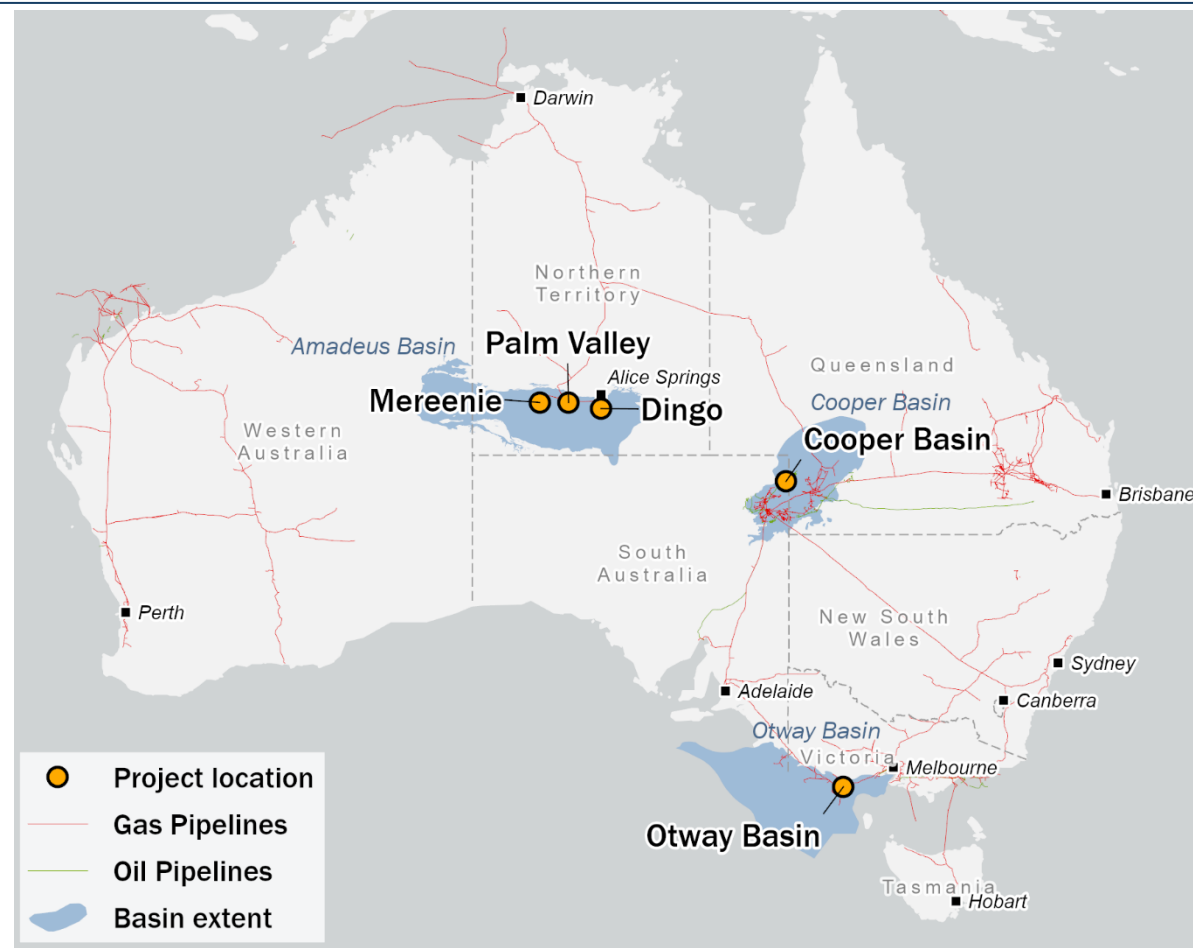 Darwin
Northern
Territory
Amadeus Basin
Palm Valley
Alice Springs
Mereenie
Dingo
Queensland
Cooper Basin
Cooper Basin
Western
Australia
Brisbane
South
Australia
New South
Wales
Perth
Sydney
Adelaide
Canberra
Otway Basin
Victoria
Melbourne
Otway Basin
Tasmania
Hobart
Project location
Gas Pipelines
Oil Pipelines
Basin extent